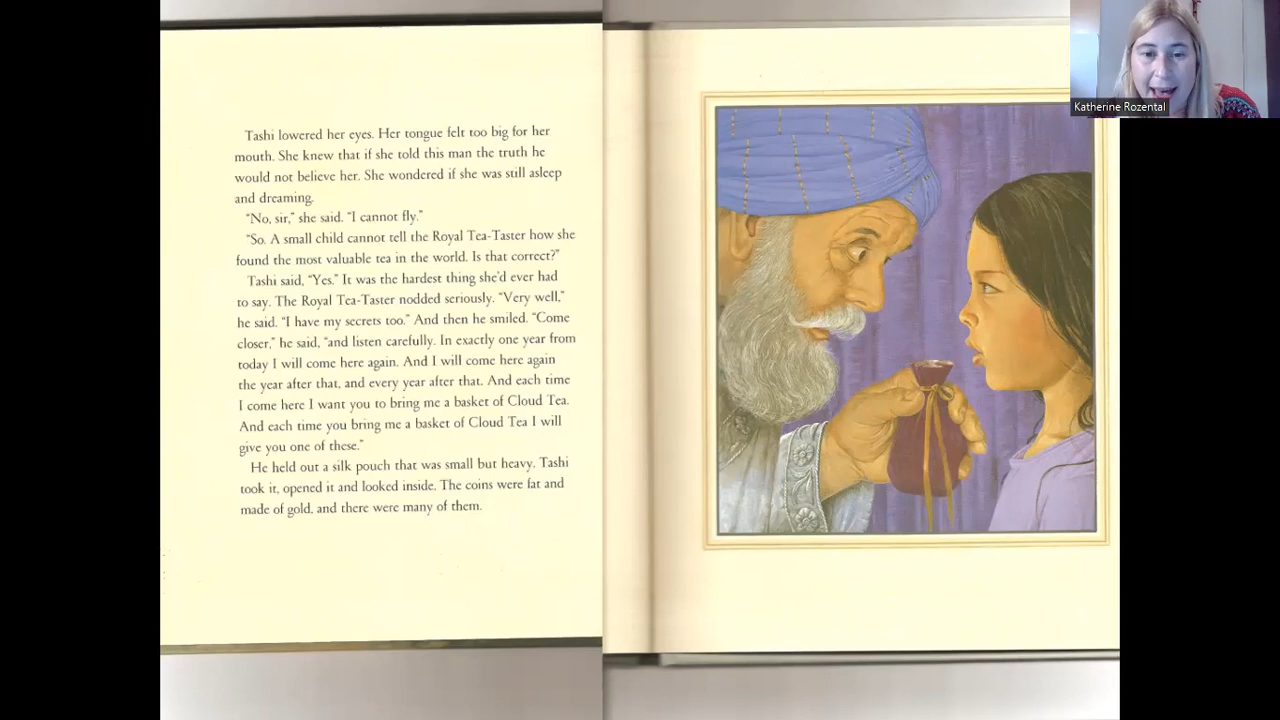 Tashi lowered her eyes. Her tongue felt too big for her
mouth. She knew that if she told this man the truth he
would not believe her. She wondered if she was still asleep
and dreaming.
"No, sir," she said. "I cannot fly."
"So. A small child cannot tell the Royal Tea-Taster how she
found the most valuable tea in the world. Is that correct?"
Tashi said, "Yes." It was the hardest thing she'd ever had
to say. The Royal Tea-Taster nodded seriously. "Very well,"
he said. "I have my secrets too." And then he smiled. "Come
closer," he said, "and listen carefully. In exactly one year from
today I will come here again. And I will come here again
the year after that, and every year after that. And each time
I come here I want you to bring me a basket of Cloud Tea.
And each time you bring me a basket of Cloud Tea I will
give you one of these."
He held out a silk pouch that was small but heavy. Tashi
took it, opened it and looked inside. The coins were fat and
made of gold, and there were many of them.
Katherine Rozental